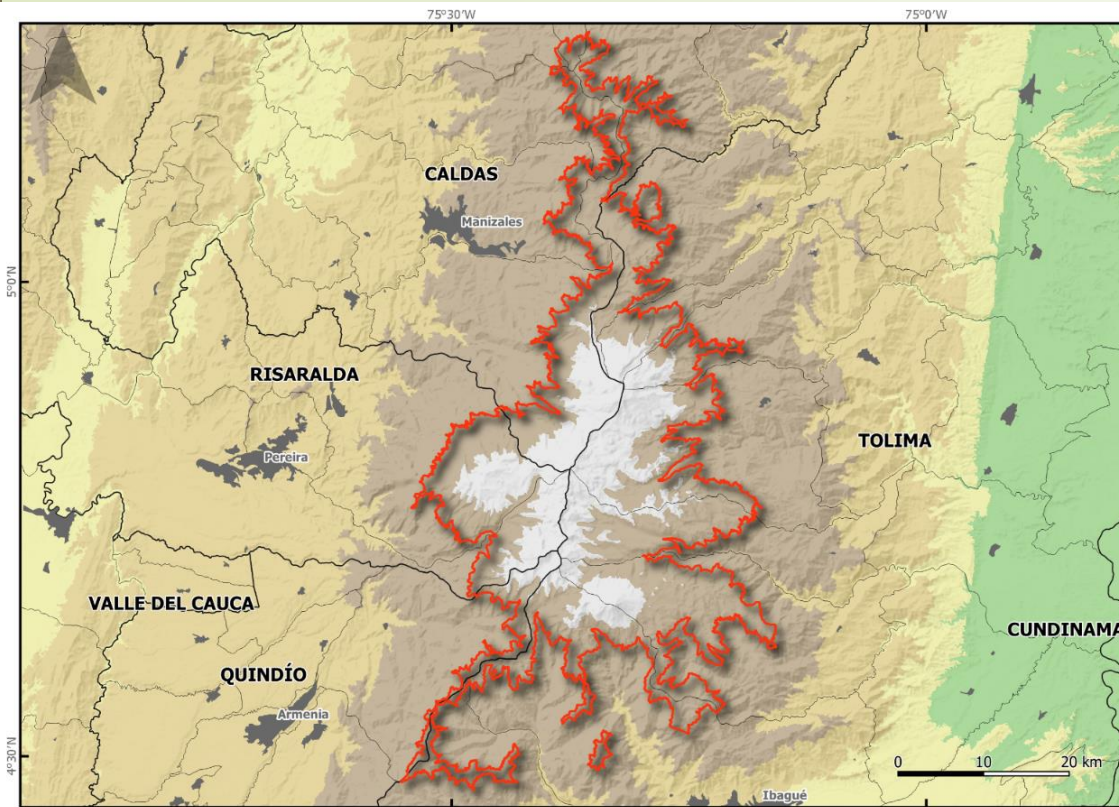 75°30'W
75°0'W
CALDAS
Manizales
5°0'N
RISARALDA
TOLIMA
Pereira
VALLE DEL CAUCA
CUNDINAMA
QUINDÍO
Armenia
4°30'N
0 10 20 km
Ibagué